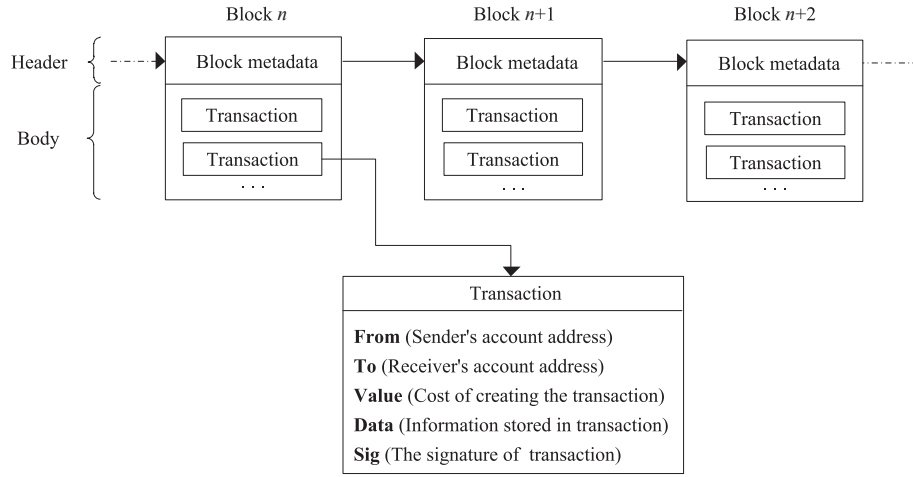 Block n
Block n+1
Block n+2
Header
Block metadata
Block metadata
Block metadata
Body
Transaction
Transaction
Transaction
Transaction
Transaction
Transaction
. . .
. . .
. . .
Transaction
From (Sender's account address)
To (Receiver's account address)
Value (Cost of creating the transaction)
Data (Information stored in transaction)
Sig (The signature of transaction)